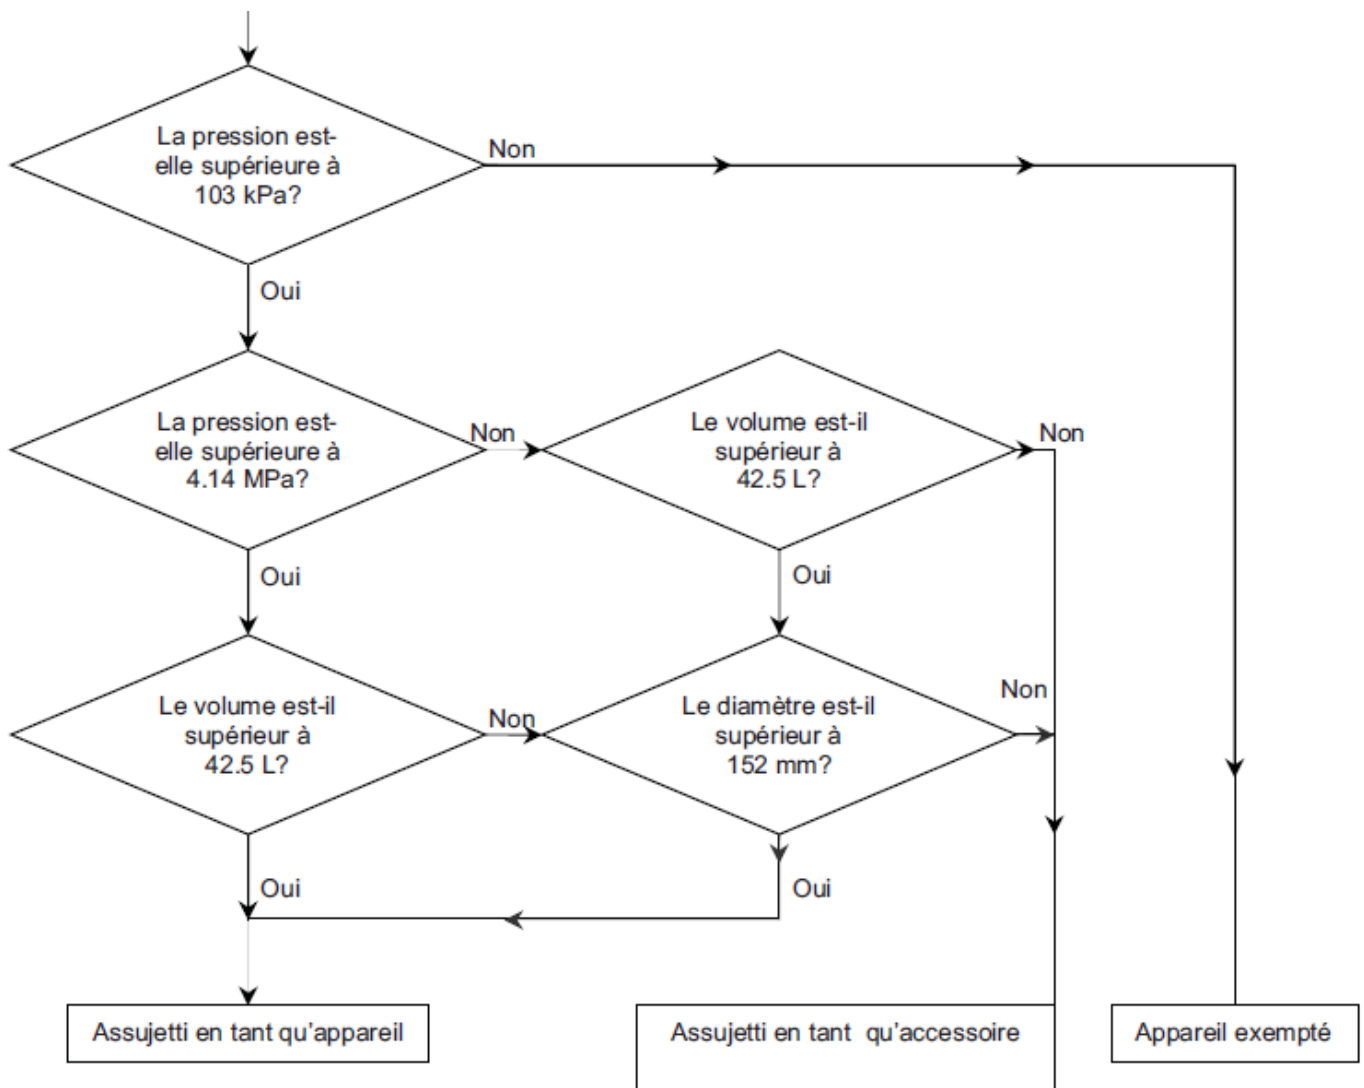 La pression est-
elle supérieure à
103 kPa?
Non
Oui
La pression est-
elle supérieure à
4.14 MPa?
Non
Le volume est-il
supérieur à
42.5 L?
Non
Oui
Oui
Le volume est-il
supérieur à
42.5 L?
Non
Le diamètre est-il
supérieur à
152 mm?
Non
Oui
Oui
Assujetti en tant qu'appareil
Assujetti en tant qu'accessoire
Appareil exempté